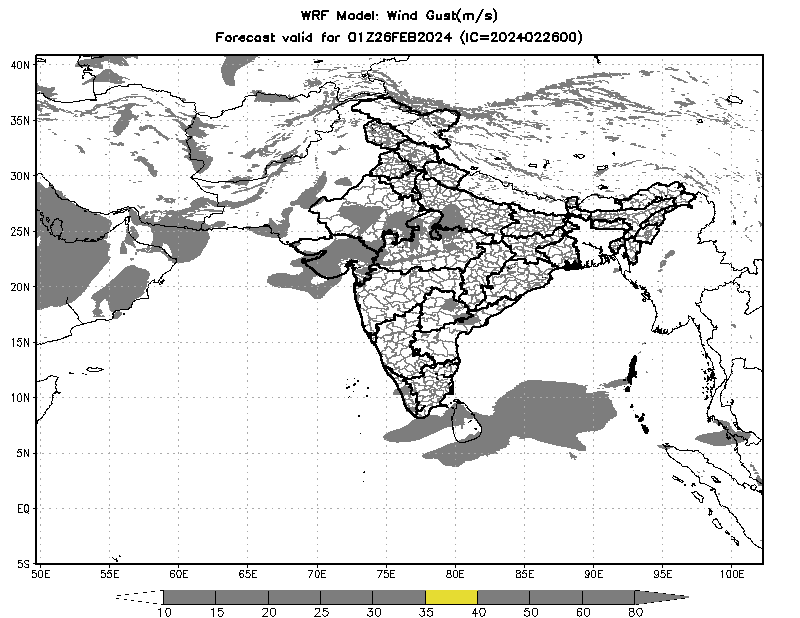 WRF Model: Wind Gust(m/s)
Forecast valid for 01Z26FEB2024 (IC=2024022600)
40N
35N
30N
25N
20N
15N
10N
5N
EQ
5S
50E 55E 60E 65E 70E 75E 80E 85E 90E 95E 100E
10 15 20 25 30 35 40 50 60 80